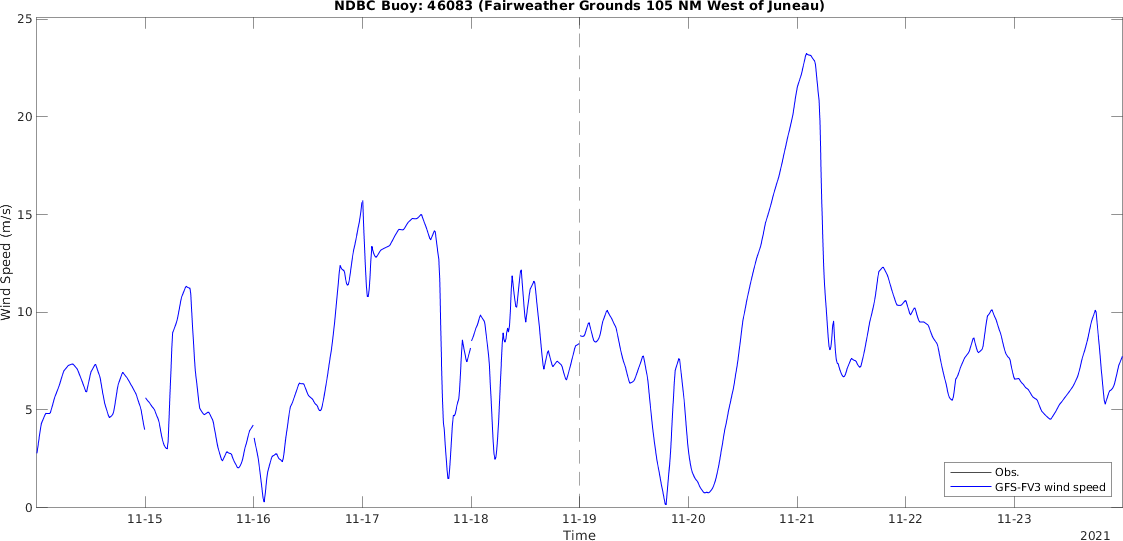 NDBC Buoy: 46083 (Fairweather Grounds 105 NM West of Juneau)
Wind Speed (m/s)
25
20
15
10
5
0
11-15 11-16 11-17 11-18 11-19 11-20 11-21 11-22 11-23
Time
2021
Obs.
GFS-FV3 wind speed